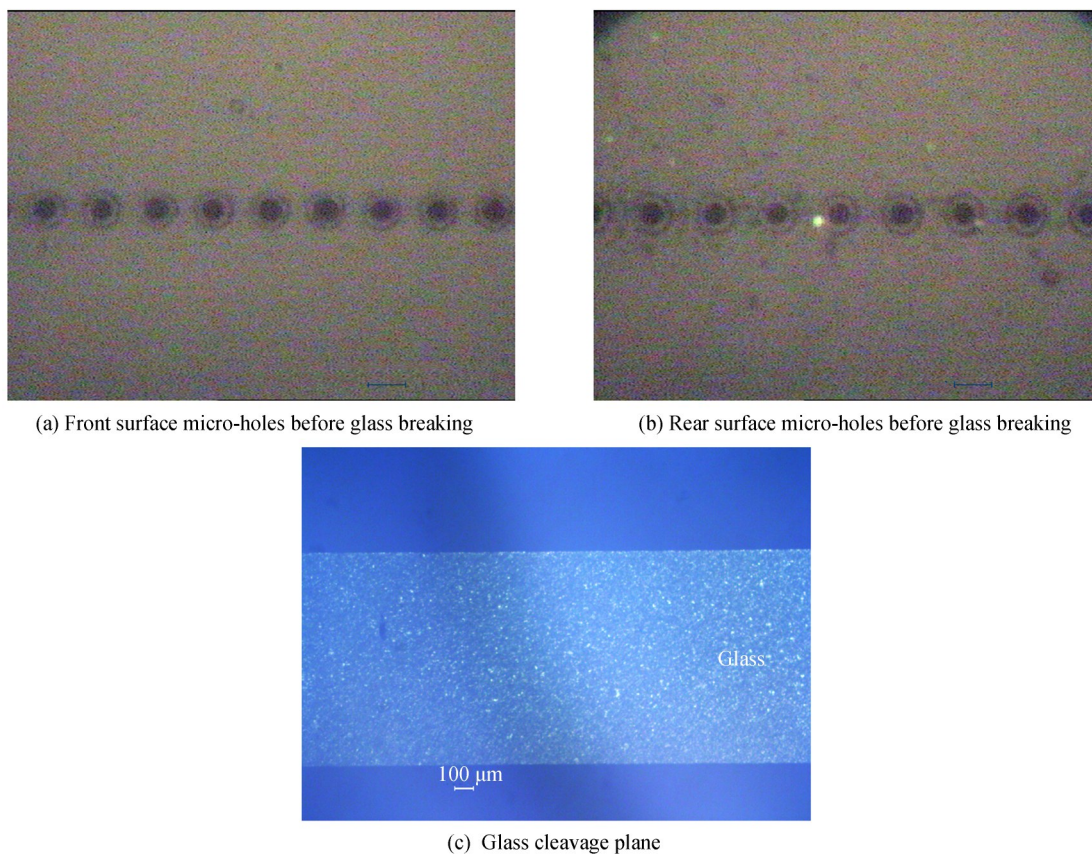 (a) Front surface micro-holes before glass breaking
(b) Rear surface micro-holes before glass breaking
Glass
100 μm
(c) Glass cleavage plane